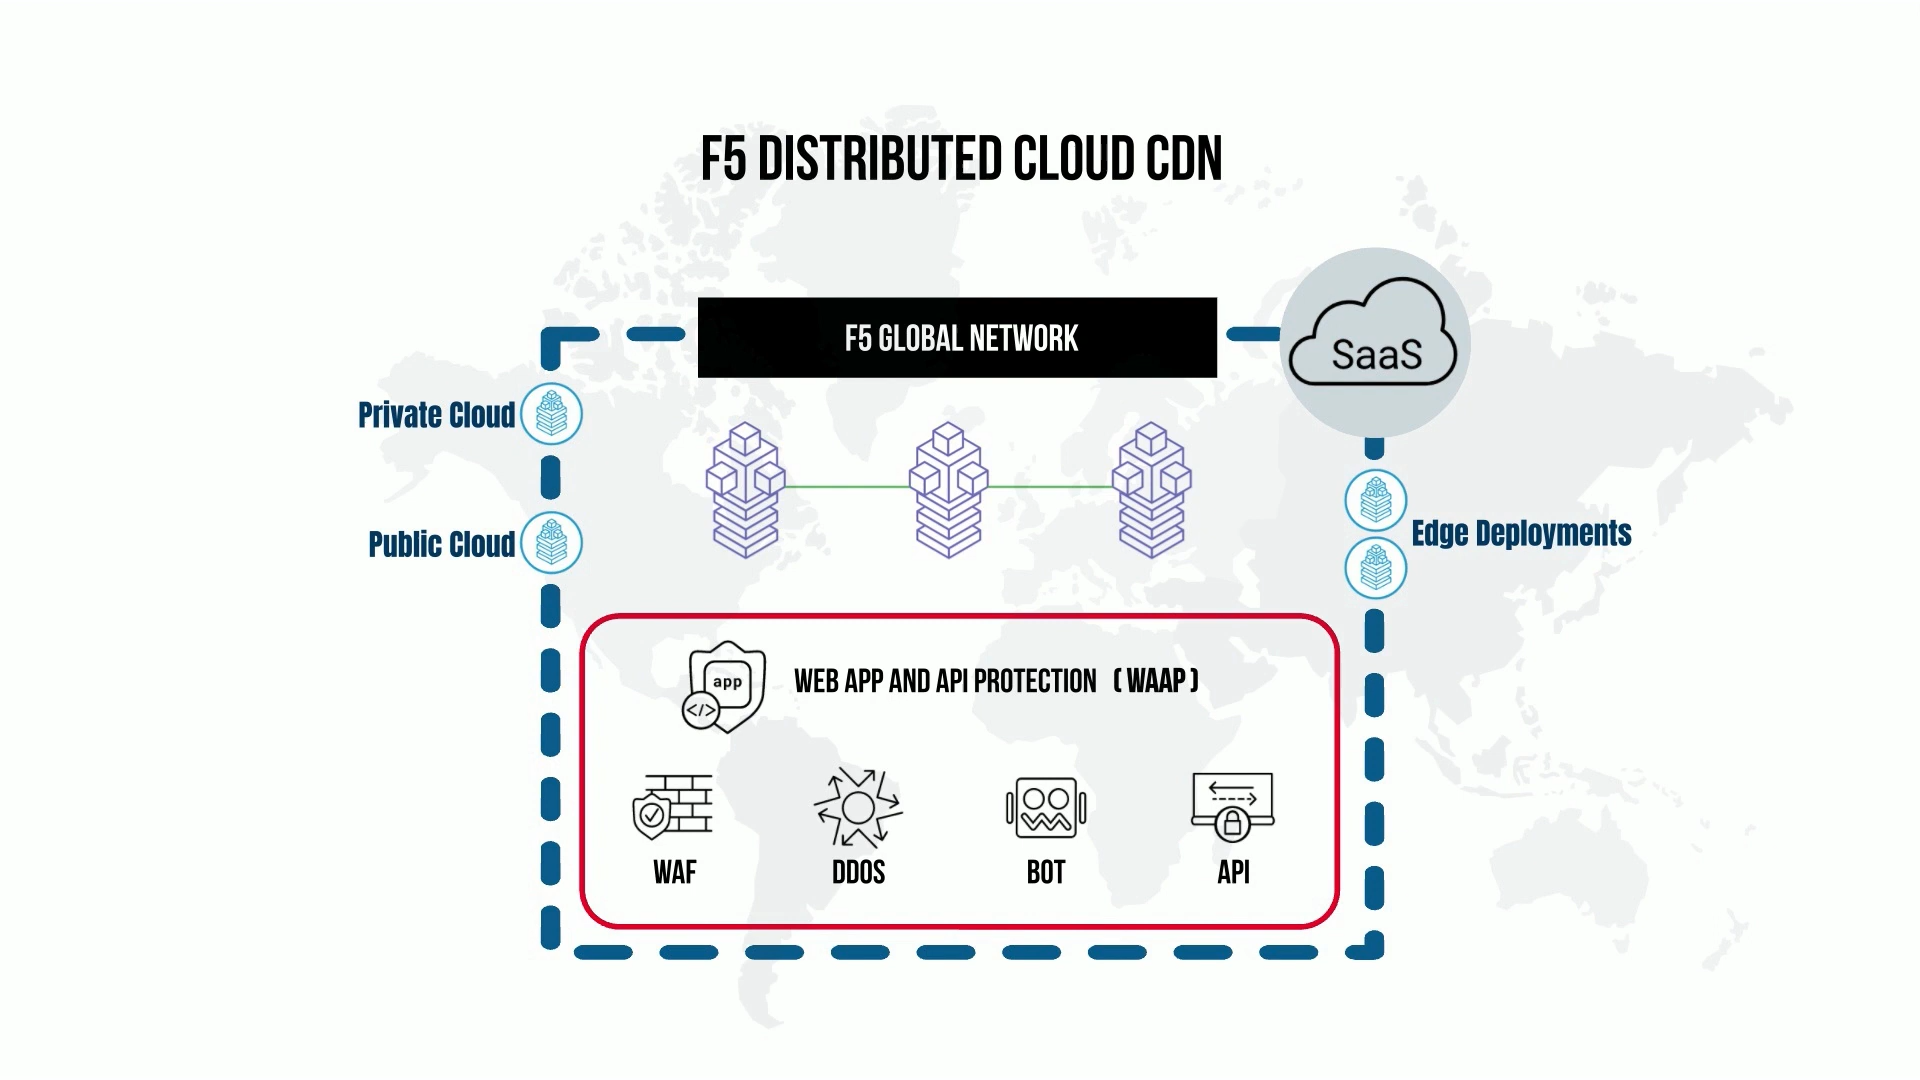 F5 DISTRIBUTED CLOUD CDN
F5 GLOBAL NETWORK
SaaS
Private Cloud
Public Cloud
Edge Deployments
app
</>
WEB APP AND API PROTECTION (WAAP)
WAF
DDOS
BOT
API